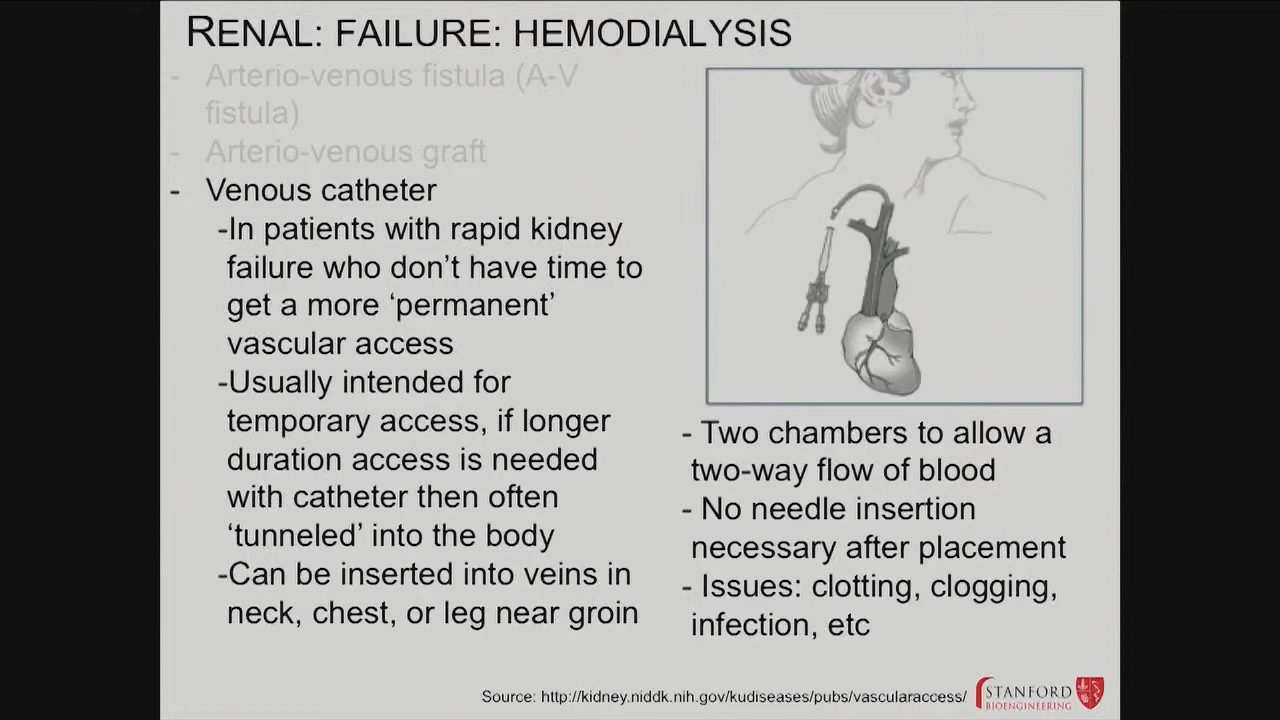 RENAL: FAILURE: HEMODIALYSIS
- Arterio-venous fistula (A-V
fistula)
- Arterio-venous graft
- Venous catheter
-In patients with rapid kidney
failure who don’t have time to
get a more ‘permanent’
vascular access
-Usually intended for
temporary access, if longer
duration access is needed
with catheter then often
‘tunneled’ into the body
-Can be inserted into veins in
neck, chest, or leg near groin
- Two chambers to allow a
two-way flow of blood
- No needle insertion
necessary after placement
- Issues: clotting, clogging,
infection, etc
Source: http://kidney.niddk.nih.gov/kudiseases/pubs/vascularaccess/
STANFORD
BIOENGINEERING